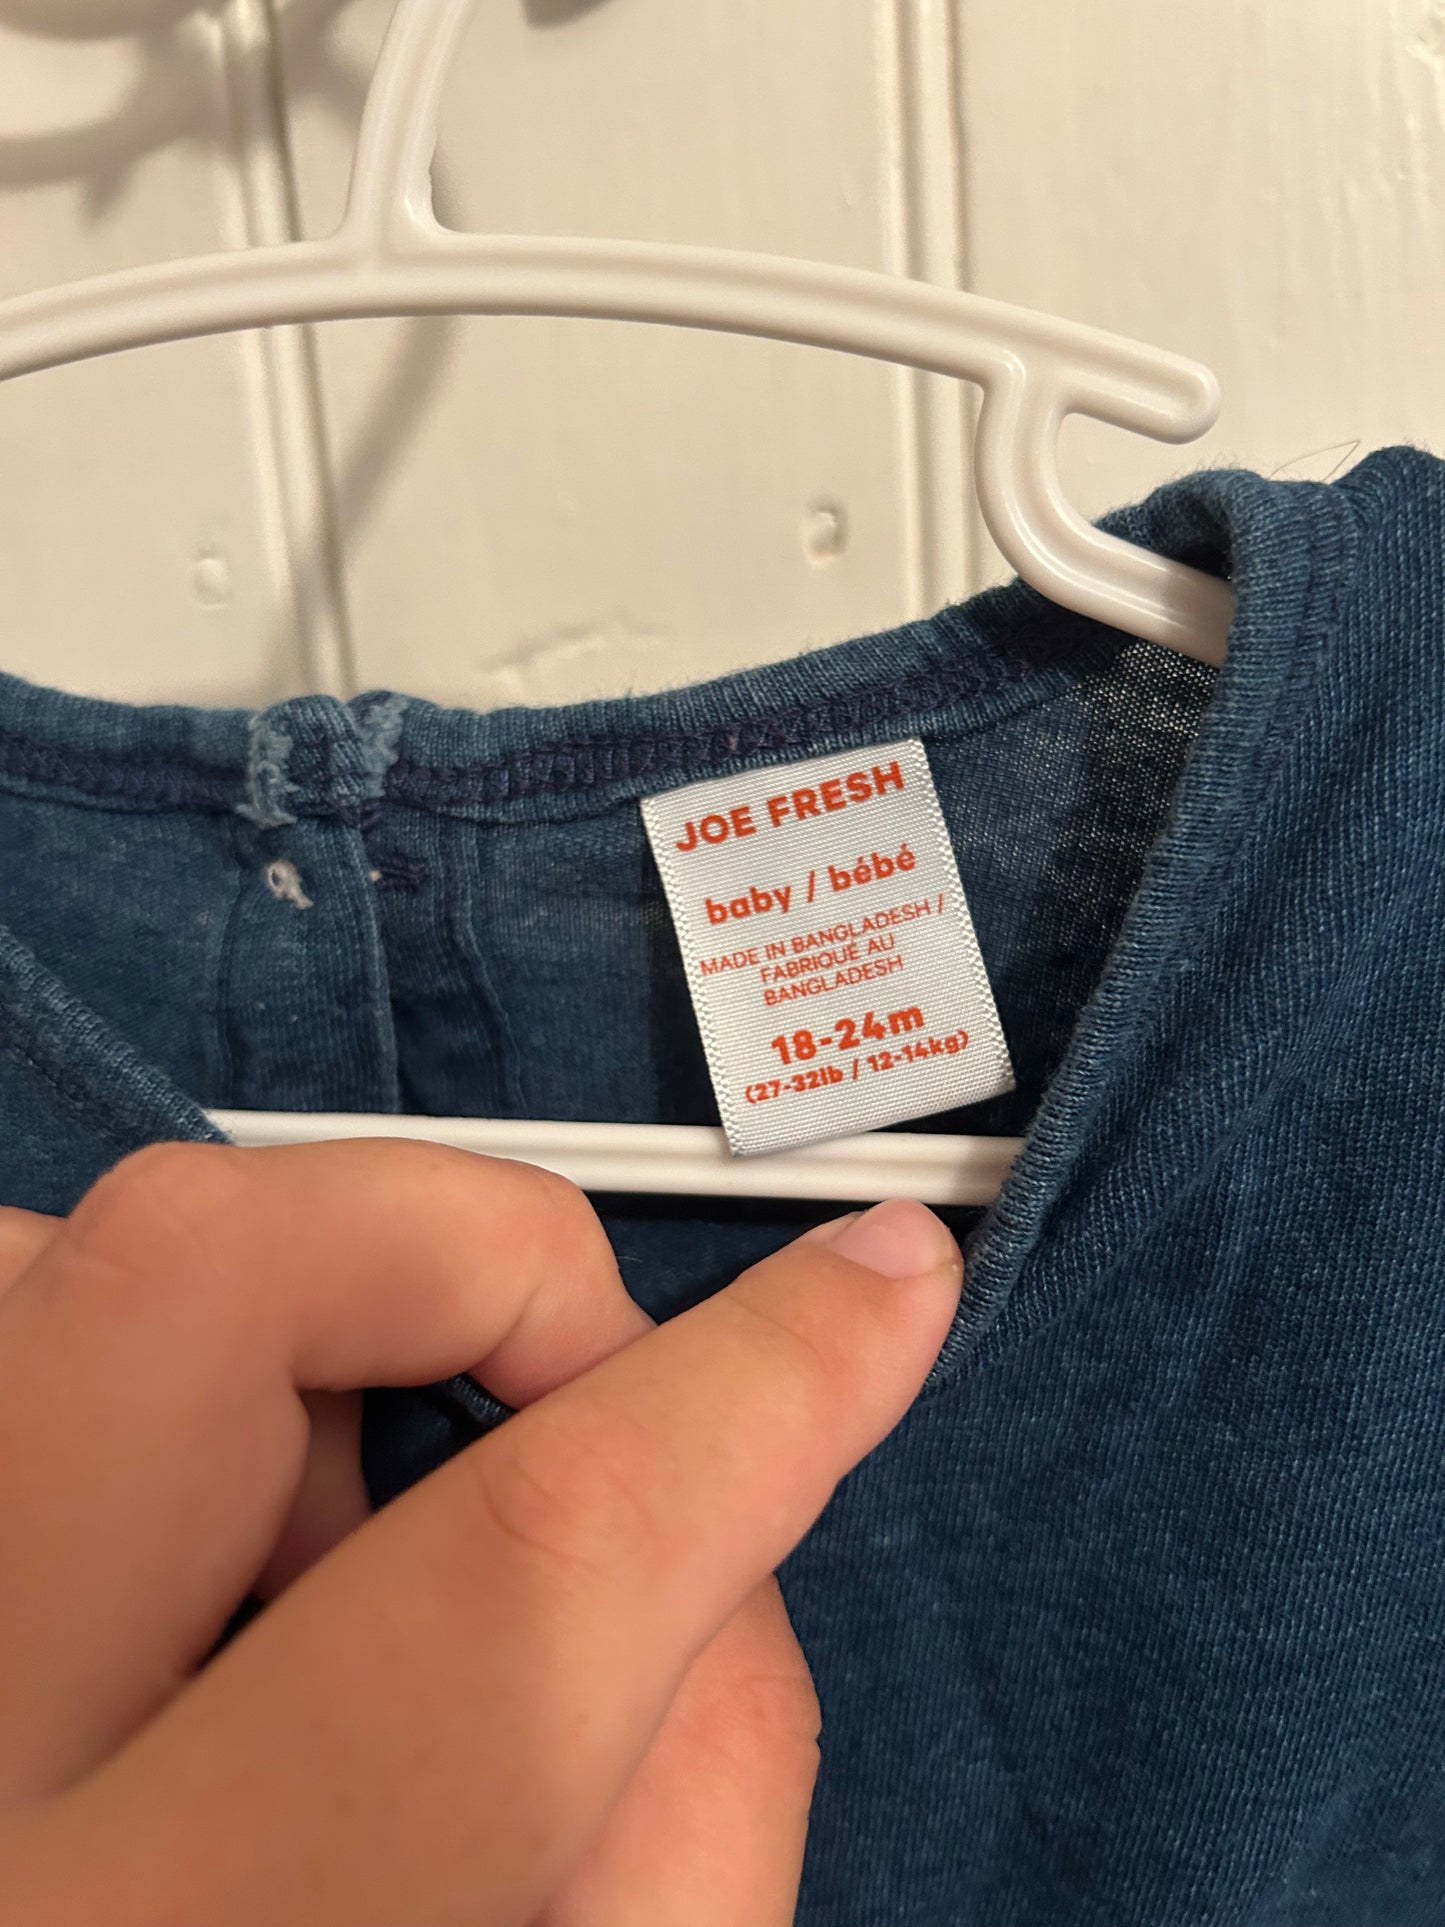 JOE FRESH
baby / bébé
MADE IN BANGLADESH /
FABRIQUÉ AU
BANGLADESH
18-24m
(27-32lb / 12-14kg)